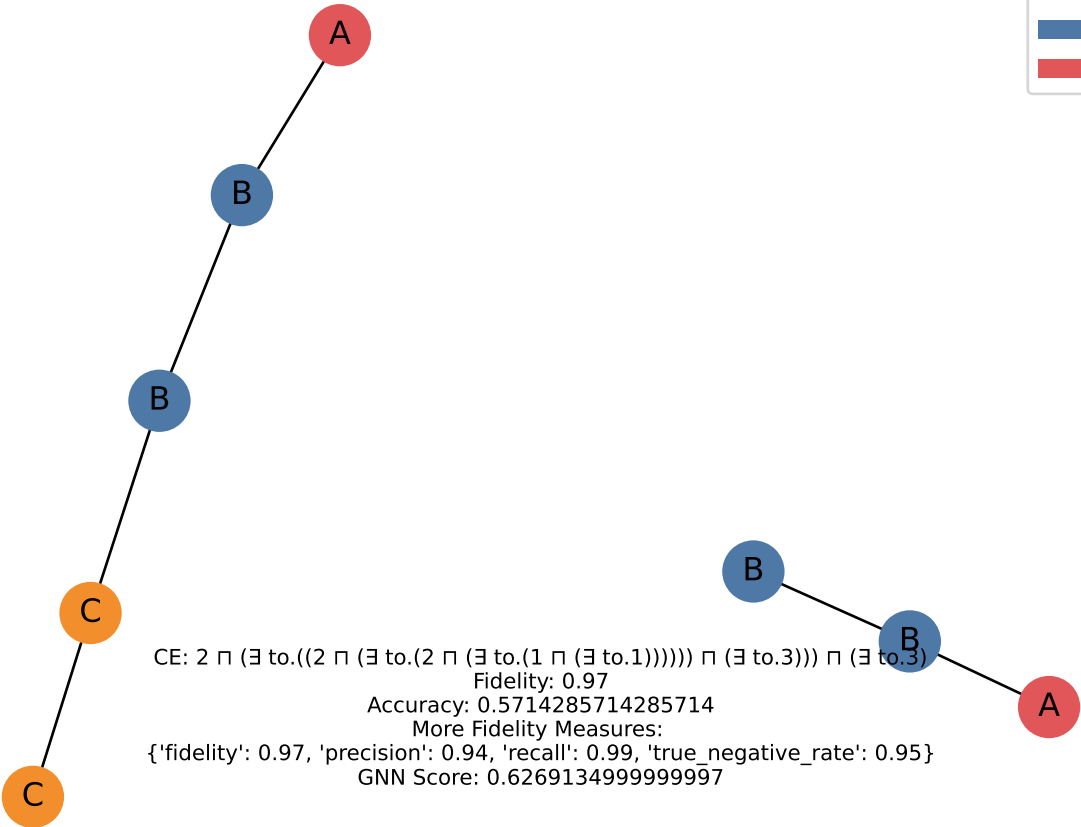 A
B
B
C
B
B
CE: 2 ⊓ (∃ to.((2 ⊓ (∃ to.(2 ⊓ (∃ to.(1 ⊓ (∃ to.1)))))) ⊓ (∃ to.3))) ⊓ (∃ to.3)
Fidelity: 0.97
Accuracy: 0.5714285714285714
A
More Fidelity Measures:
{'fidelity': 0.97, 'precision': 0.94, 'recall': 0.99, 'true_negative_rate': 0.95}
GNN Score: 0.6269134999999997
C